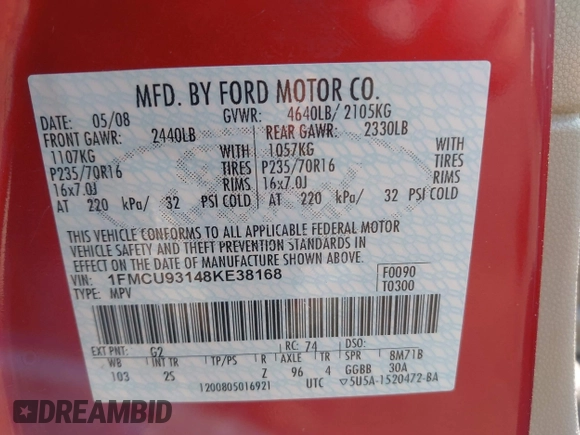 MFD. BY FORD MOTOR CO.
DATE: 05/08 GVWR: 4640LB/ 2105KG
FRONT GAWR: 2440LB REAR GAWR: 2330LB
1107KG WITH 1057KG WITH
P235/70R16 TIRES P235/70R16 TIRES
16x7.0J RIMS 16x7.0J RIMS
AT 220 kPa/ 32 PSI COLD AT 220 kPa/ 32 PSI COLD
THIS VEHICLE CONFORMS TO ALL APPLICABLE FEDERAL MOTOR
VEHICLE SAFETY AND THEFT PREVENTION STANDARDS IN
EFFECT ON THE DATE OF MANUFACTURE SHOWN ABOVE.
VIN: 1FMCU93148KE38168 F0090
TYPE: MPV T0300
EXT PNT: G2 RC: 74 DSO:
WB INT TR TP/PS R AXLE TR SPR BM71B
103 2S Z 96 4 GGBB 30A
1200805016921 UTC 5U5A-1520472-BA
DREAMBID